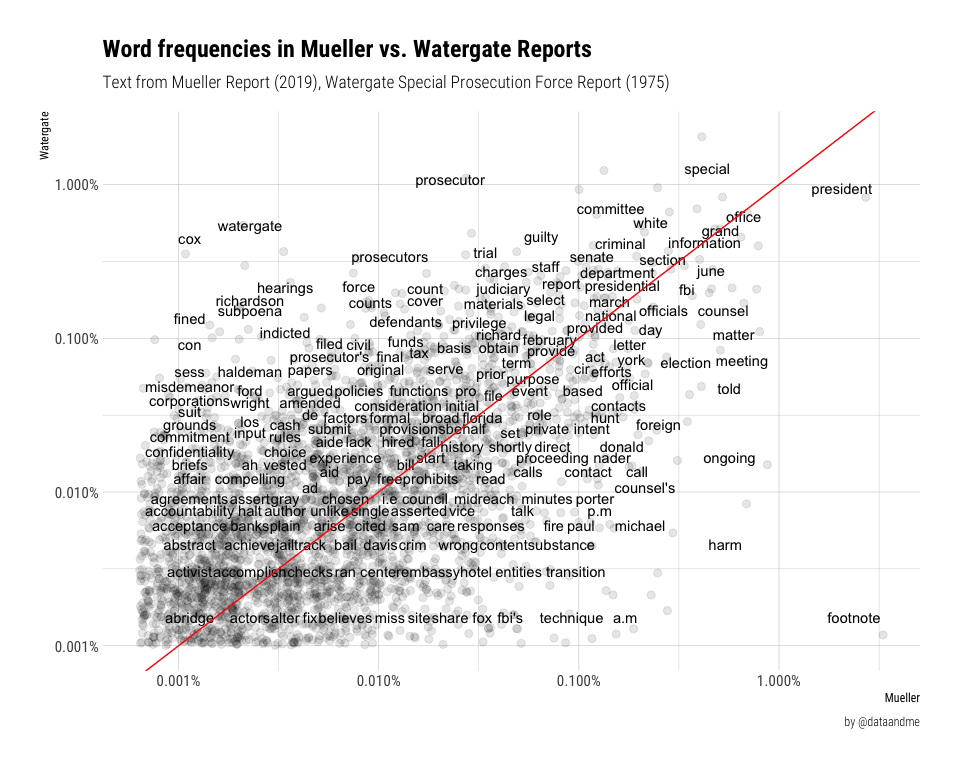 Word frequencies in Mueller vs. Watergate Reports
Text from Mueller Report (2019), Watergate Special Prosecution Force Report (1975)
Watergate
special
prosecutor
1.000%
president
committee
office
watergate
white
grand
cox
guilty
criminal
information
trial
prosecutors
senate
section
charges
staff
department
june
hearings
force
count
judiciary
report
presidential
fbi
richardson
counts
cover
materials
select
march
subpoena
officials
counsel
fined
defendants
privilege
legal
national
indicted
richard
provided
day
matter
0.100%
con
filed civil
funds
basis
obtain
february
letter
prosecutor's
final
tax
provide
act
york
election
meeting
sess
haldeman
papers
original
serve
term
cir
efforts
prior
purpose
misdemeanor
ford
argued
policies
functions
pro
file
event
based
official
told
corporations
wright
amended
consideration
initial
contacts
suit
de
factors
formal
broad
florida
role
hunt
grounds
los
cash
submit
provisions
behalf
private
intent
foreign
commitment
input
rules
aide
lack
hired
fall
set
confidentiality
choice
history
shortly
direct
donald
experience
start
proceeding
nader
ongoing
briefs
ah
vested
aid
bill
taking
calls
contact
call
affair
compelling
pay
free
prohibits
read
ad
counsel's
0.010%
agreements
assert
gray
chosen
i.e
council
mid
reach
minutes
porter
accountability
halt
author
unlike
single
asserted
vice
talk
p.m
acceptance
banks
plain
arise
cited
sam
care
responses
fire
paul
michael
abstract
achieve
jail
track
bail
davis
crim
wrong
content
substance
harm
activist
accomplish
checks
ran
center
embassy
hotel
entities
transition
abridge
actors
alter
fix
believes
miss
site
share
fox
fbi's
technique
a.m
footnote
0.001%
0.001%
0.010%
0.100%
1.000%
Mueller
by @dataandme